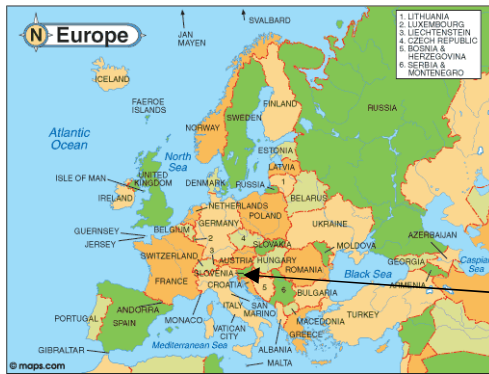 SVALBARD
JAN
MAYEN
N Europe
1. LITHUANIA
2. LUXEMBOURG
3. LIECHTENSTEIN
4. CZECH REPUBLIC
5. BOSNIA &
HERZEGOVINA
6. SERBIA &
MONTENEGRO
ICELAND
FAEROE
ISLANDS
FINLAND
RUSSIA
SWEDEN
NORWAY
Atlantic
Ocean
North
Sea
ESTONIA
LATVIA
1
ISLE OF MAN
UNITED
KINGDOM
DENMARK
RUSSIA
IRELAND
NETHERLANDS
BELARUS
POLAND
GUERNSEY
JERSEY
BELGIUM
GERMANY
2
4
UKRAINE
3
SLOVAKIA
MOLDOVA
AZERBAIJAN
SWITZERLAND
AUSTRIA
HUNGARY
GEORGIA
Caspian
Sea
SLOVENIA
ROMANIA
Black Sea
ARMENIA
FRANCE
CROATIA
5
6
BULGARIA
ANDORRA
ITALY
SAN
MARINO
PORTUGAL
SPAIN
MONACO
VATICAN
CITY
MACEDONIA
TURKEY
GREECE
Mediterranean Sea
ALBANIA
GIBRALTAR
MALTA
© maps.com